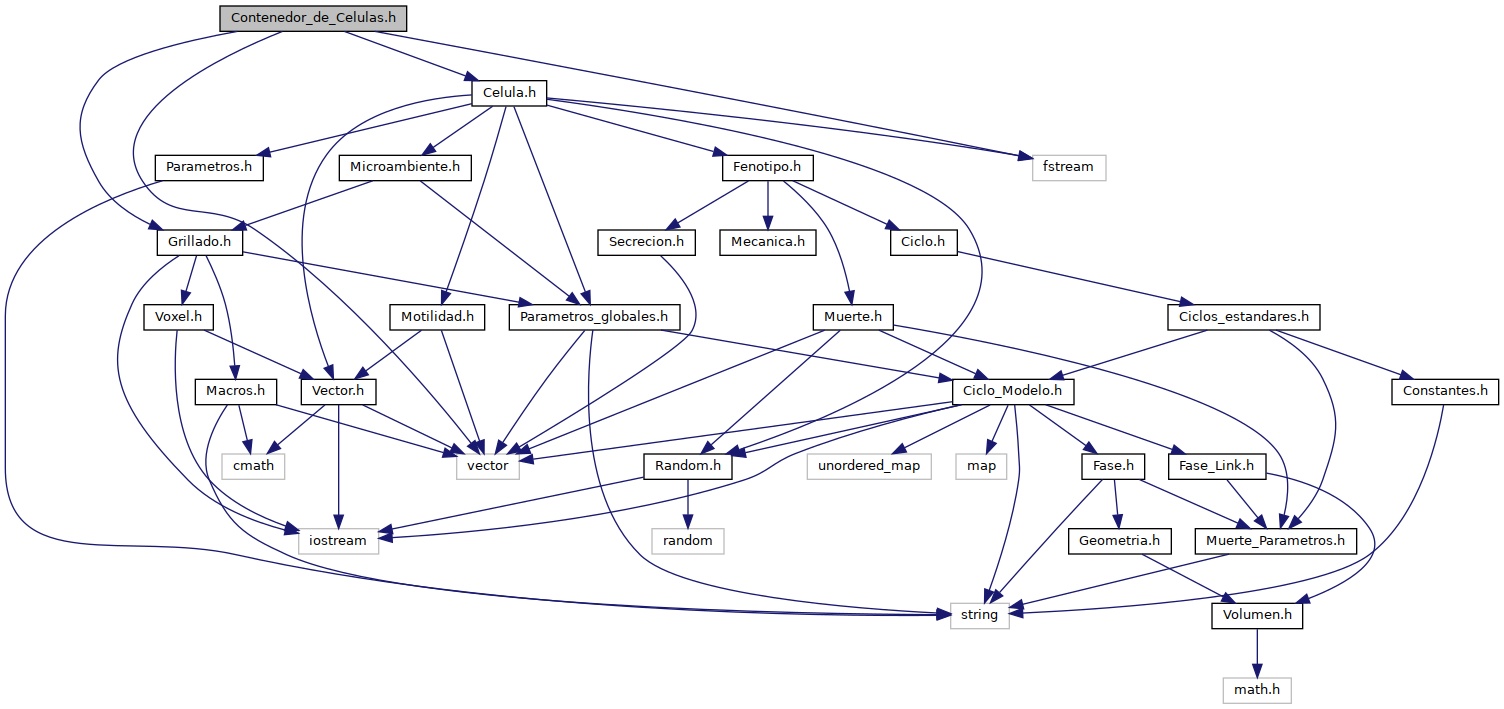 Contenedor_de_Celulas.h
Celula.h
Parametros.h
Microambiente.h
Fenotipo.h
fstream
Grillado.h
Secrecion.h
Mecanica.h
Ciclo.h
Voxel.h
Motilidad.h
Parametros_globales.h
Muerte.h
Ciclos_estandares.h
Macros.h
Vector.h
Ciclo_Modelo.h
Constantes.h
cmath
vector
Random.h
unordered_map
map
Fase.h
Fase_Link.h
iostream
random
Geometria.h
Muerte_Parametros.h
string
Volumen.h
math.h